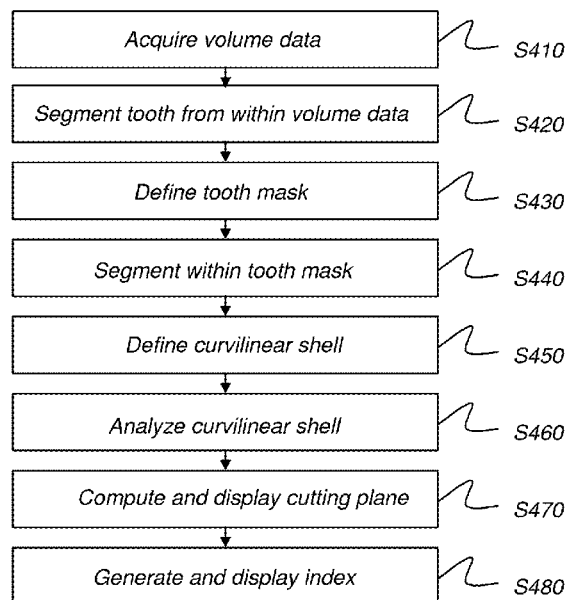 Acquire volume data
S410
Segment tooth from within volume data
S420
Define tooth mask
S430
Segment within tooth mask
S440
Define curvilinear shell
S450
Analyze curvilinear shell
S460
Compute and display cutting plane
S470
Generate and display index
S480